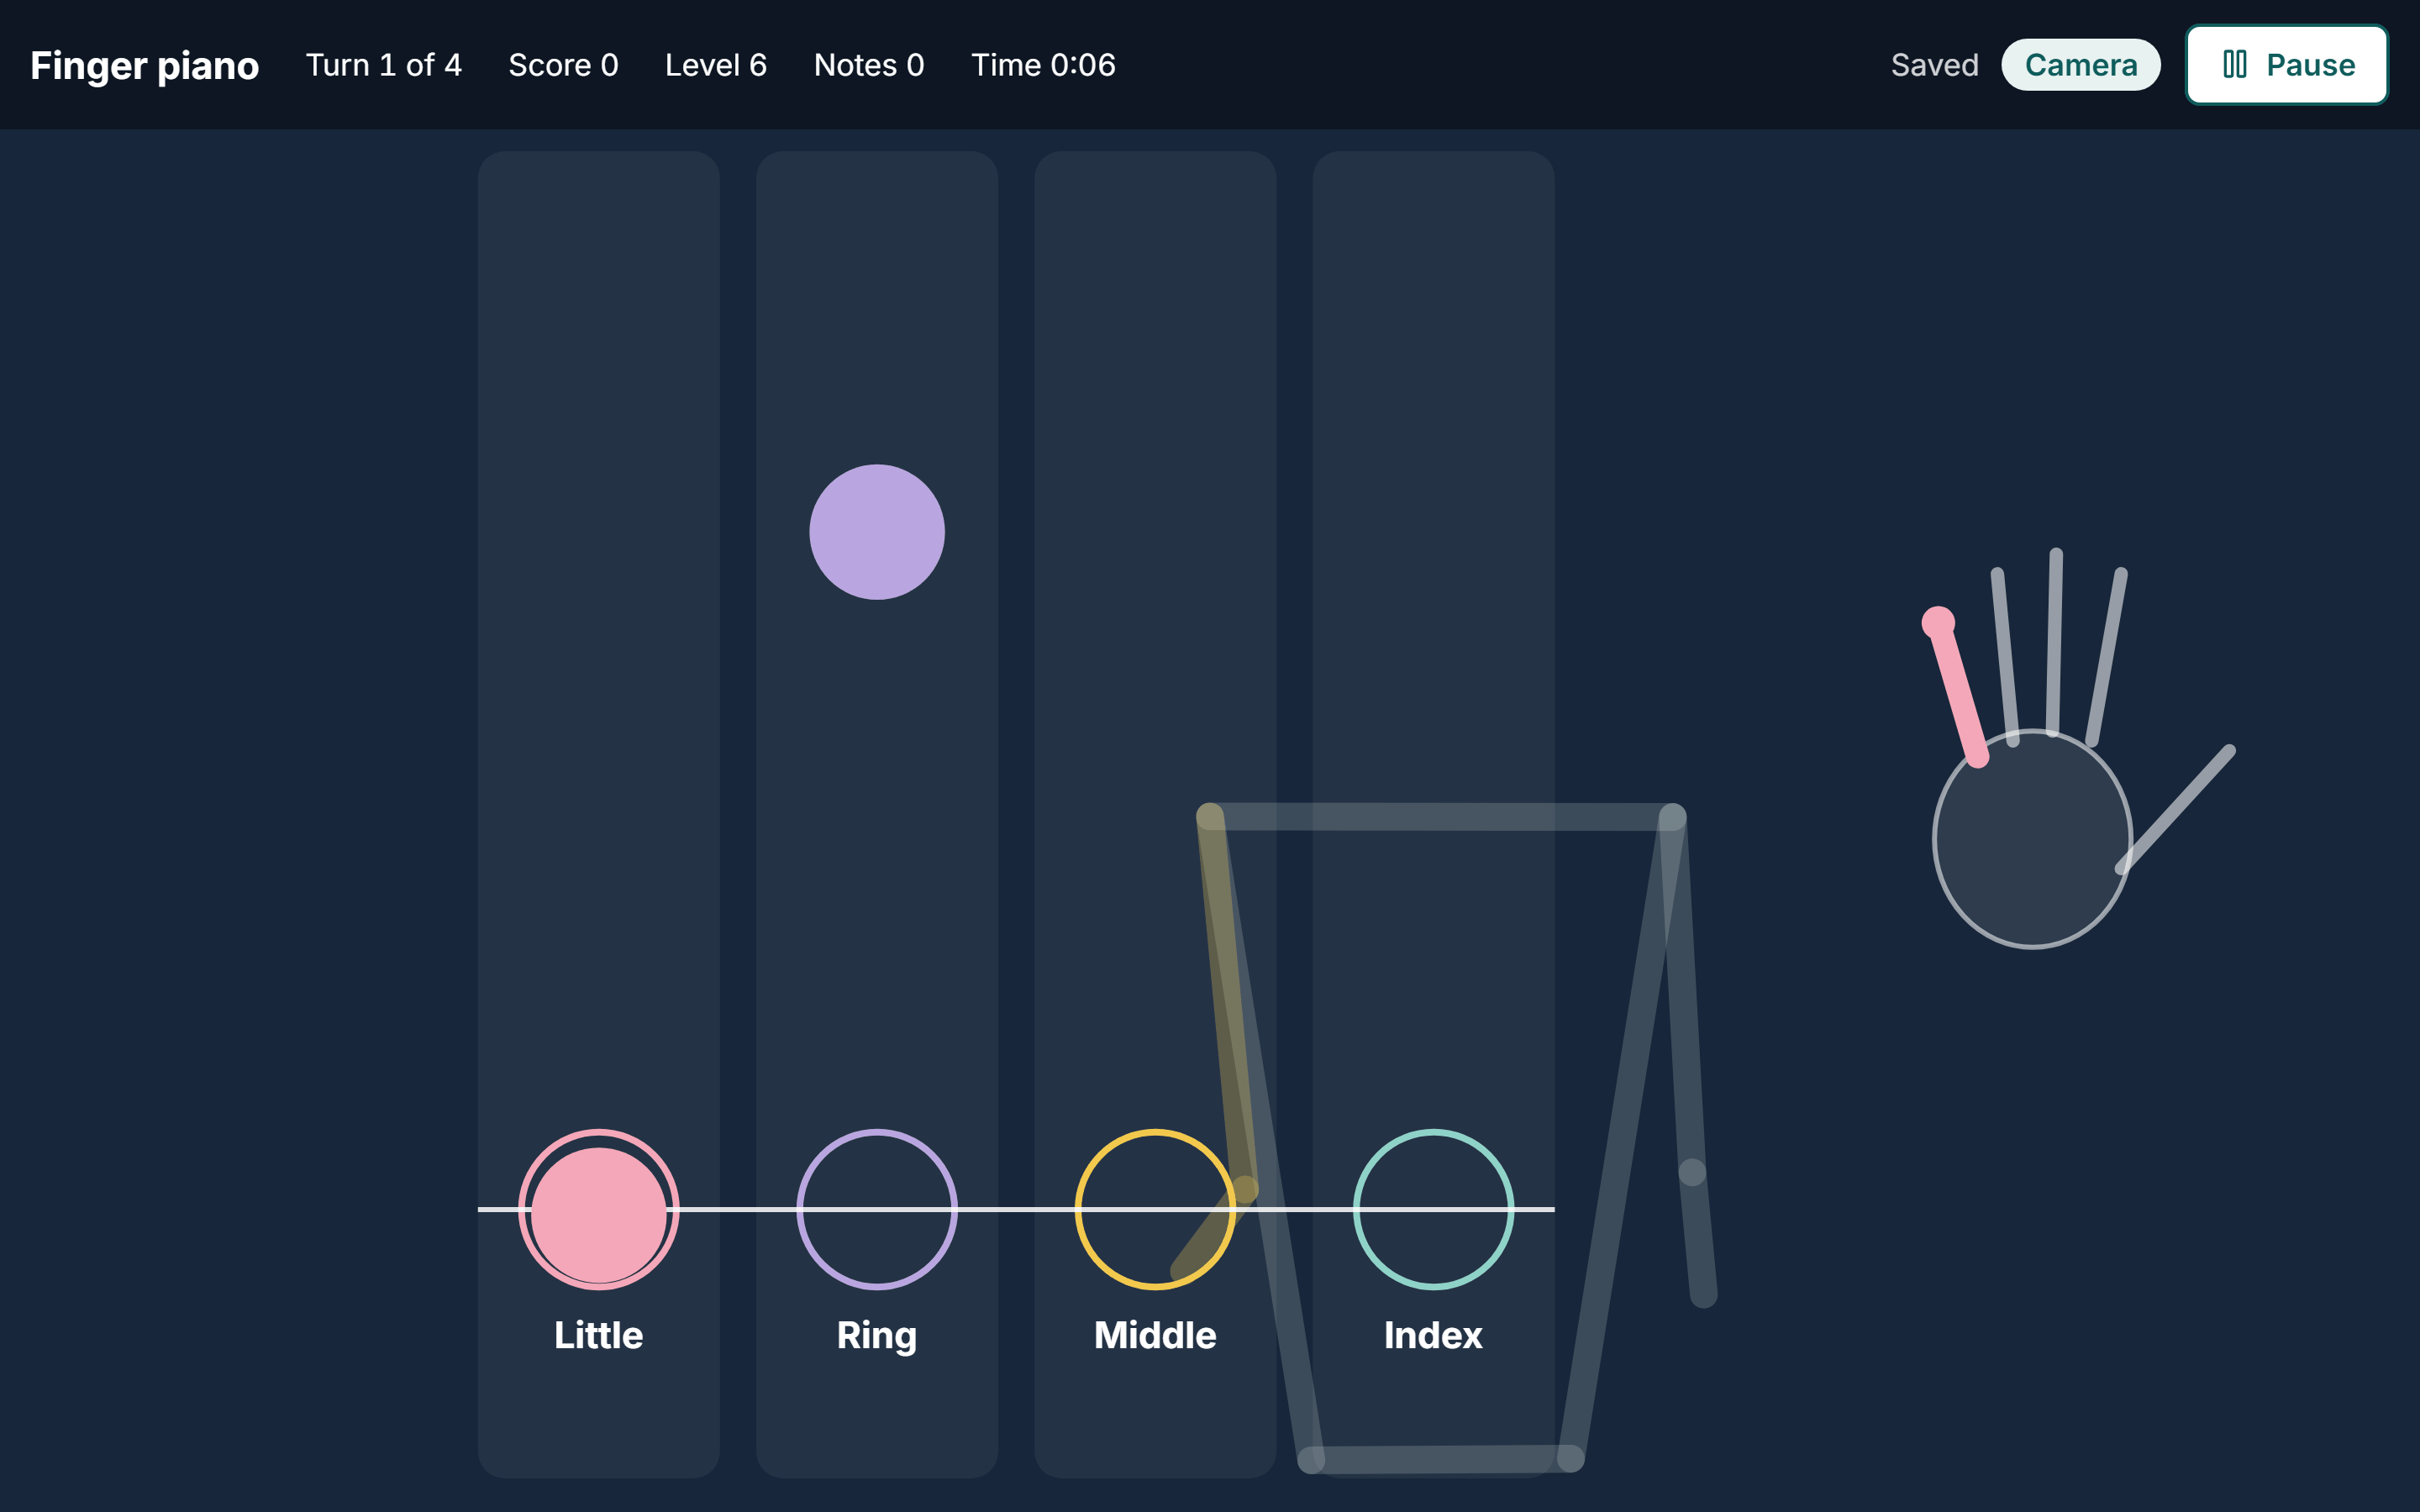 Finger piano
Turn 1 of 4
Score 0
Level 6
Notes 0
Time 0:06
Saved
Camera
Pause
Little
Ring
Middle
Index